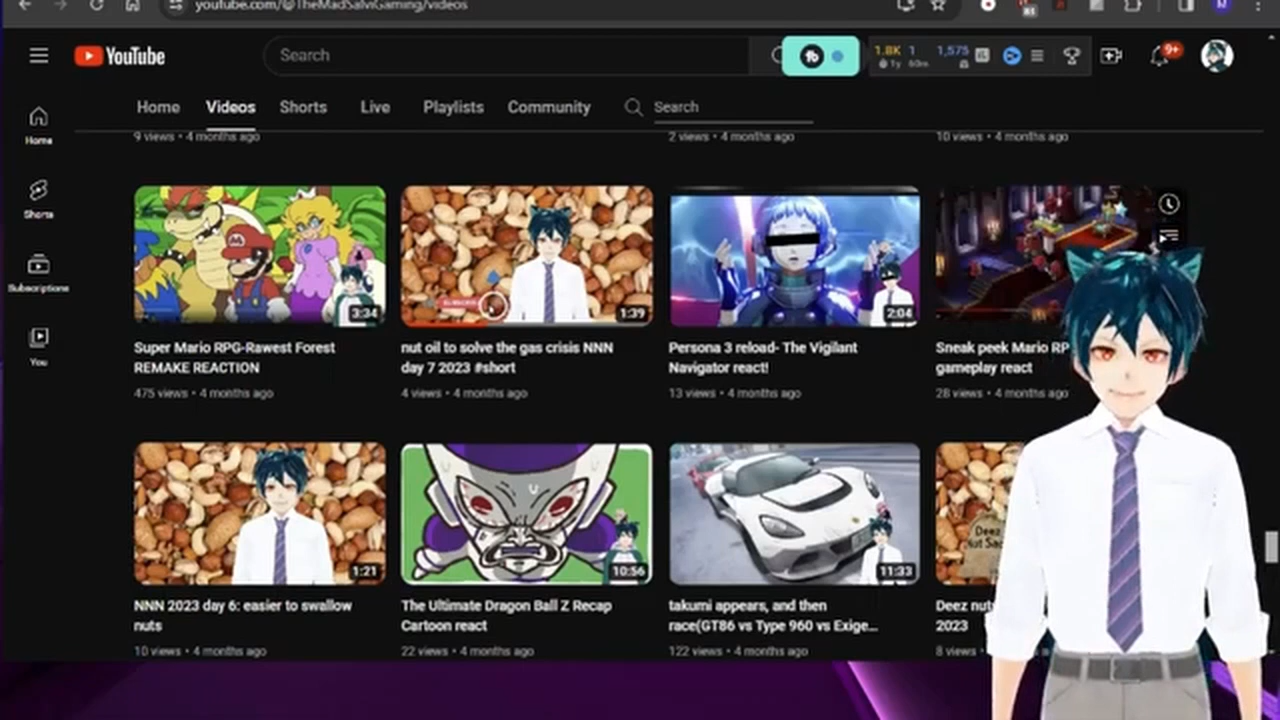 youtube.com/@TheMadSalviGaming/videos
YouTube
Search
1.8K 1 1,575
1y 60m
9+
Home Videos Shorts Live Playlists Community Search
Home
Shorts
Subscriptions
You
9 views • 4 months ago
2 views • 4 months ago
10 views • 4 months ago
3:34
1:39
2:04
Super Mario RPG-Rawest Forest
REMAKE REACTION
475 views • 4 months ago
nut oil to solve the gas crisis NNN
day 7 2023 #short
4 views • 4 months ago
Persona 3 reload- The Vigilant
Navigator react!
13 views • 4 months ago
Sneak peek Mario RP
gameplay react
28 views • 4 months ago
1:21
10:56
11:33
Deez
NNN 2023 day 6: easier to swallow
nuts
10 views • 4 months ago
The Ultimate Dragon Ball Z Recap
Cartoon react
22 views • 4 months ago
takumi appears, and then
race(GT86 vs Type 960 vs Exige...
122 views • 4 months ago
Deez nut
2023
8 views